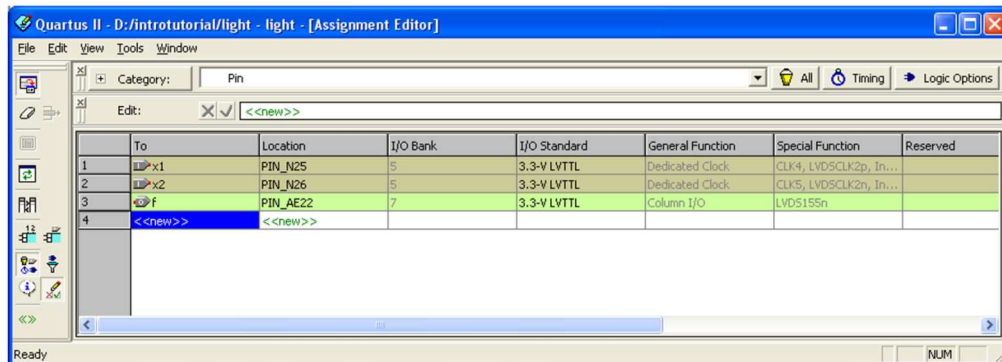 Quartus II - D:/introtutorial/light - light - [Assignment Editor]
File Edit View Tools Window
Category: Pin All Timing Logic Options
Edit: <<new>>
To Location I/O Bank I/O Standard General Function Special Function Reserved
1 x1 PIN_N25 5 3.3-V LVTTL Dedicated Clock CLK4, LVDSCLK2p, In...
2 x2 PIN_N26 5 3.3-V LVTTL Dedicated Clock CLK5, LVDSCLK2n, In...
3 f PIN_AE22 7 3.3-V LVTTL Column I/O LVDS155n
4 <<new>> <<new>>
Ready NUM